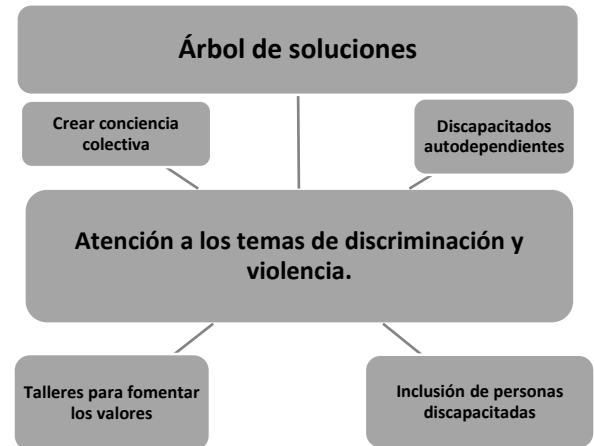 Árbol de soluciones
Crear conciencia
colectiva
Discapacitados
autodependientes
Atención a los temas de discriminación y
violencia.
Talleres para fomentar
los valores
Inclusión de personas
discapacitadas